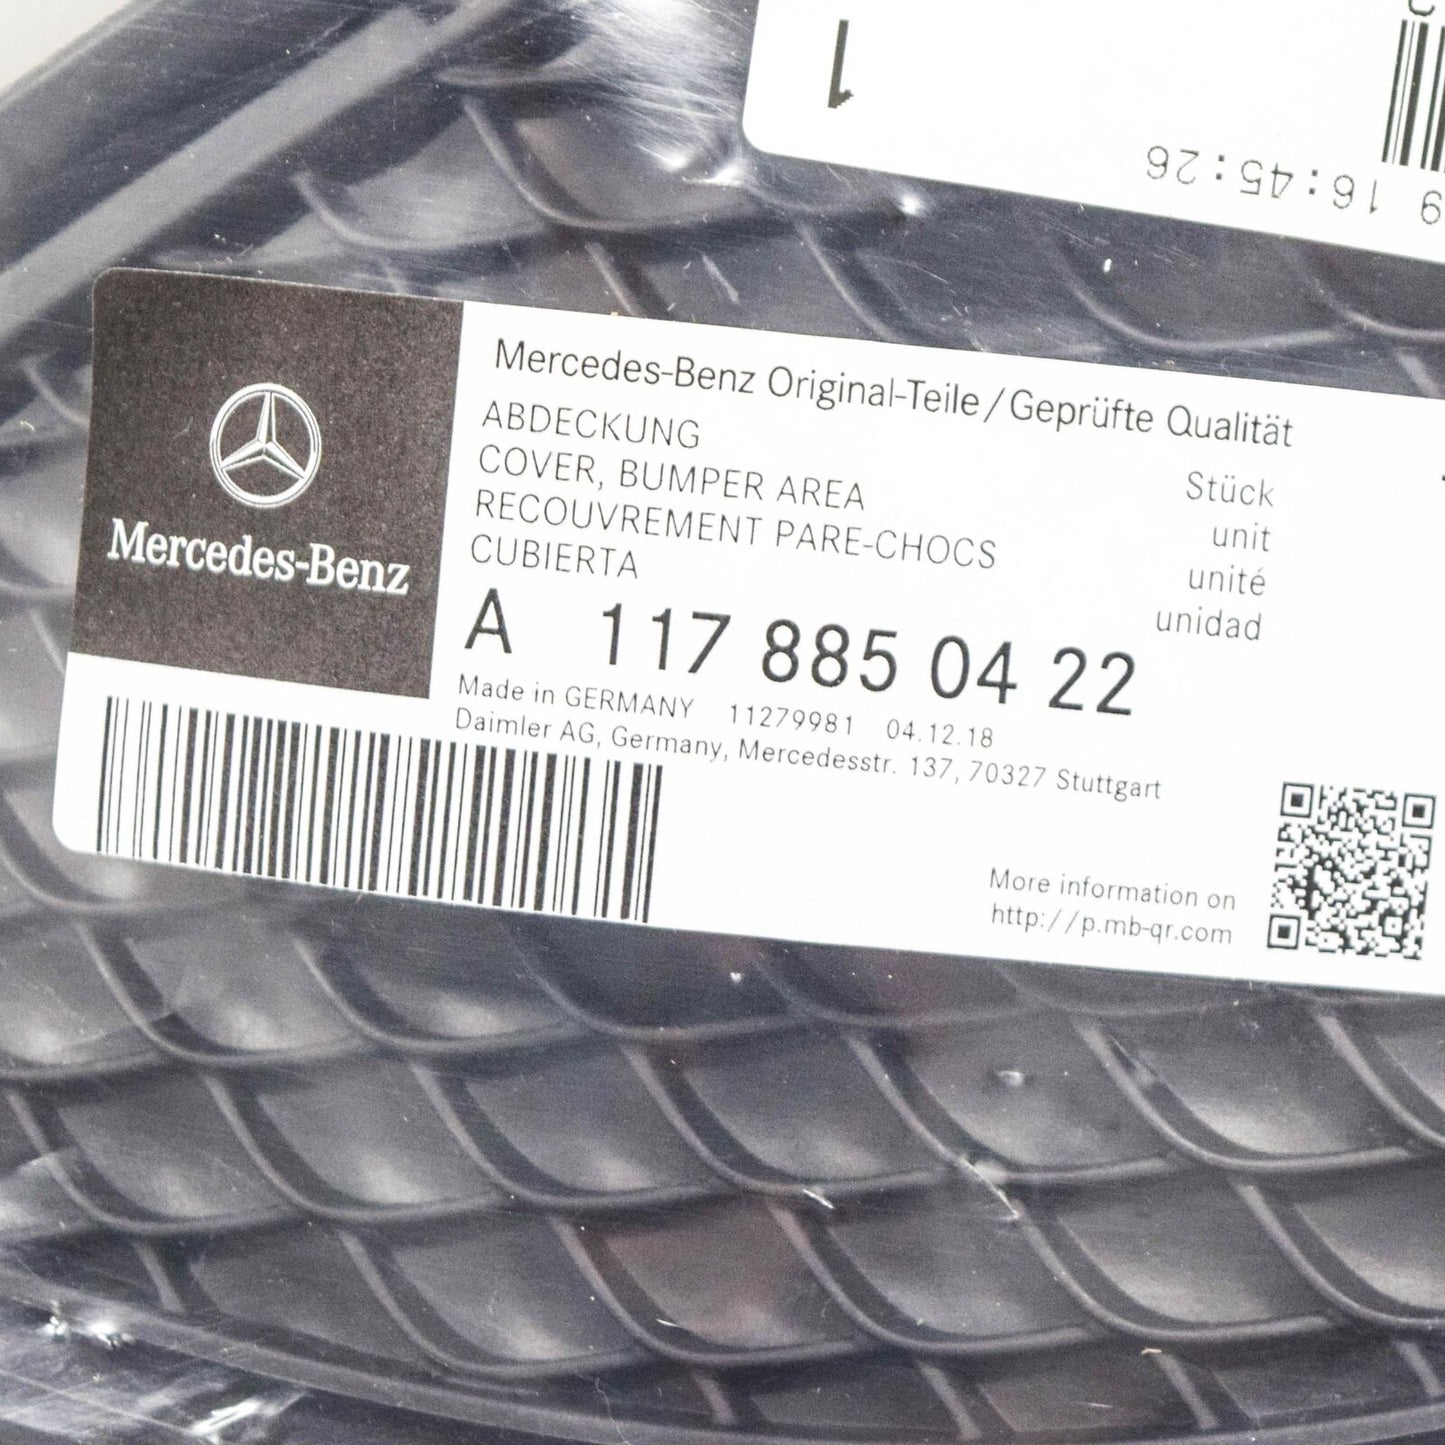 1
9 16:45:26
Mercedes-Benz
Mercedes-Benz Original-Teile/Geprüfte Qualität
ABDECKUNG
COVER, BUMPER AREA
RECOUVREMENT PARE-CHOCS
CUBIERTA
Stück
unit
unité
unidad
A 117 885 04 22
Made in GERMANY 11279981 04.12.18
Daimler AG, Germany, Mercedesstr. 137, 70327 Stuttgart
More information on
http://p.mb-qr.com